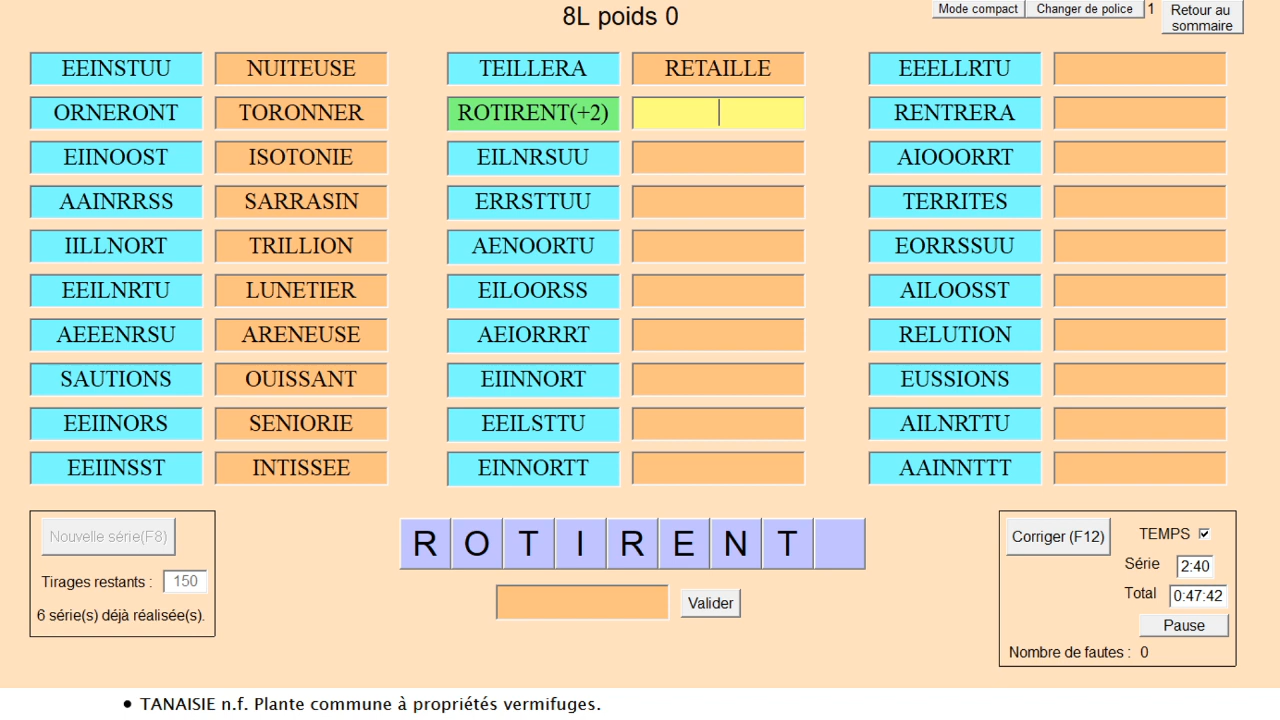 8L poids 0
Mode compact
Changer de police
1
Retour au
sommaire
EEINSTUU NUITEUSE TEILLERA RETAILLE EEELLRTU
ORNERONT TORONNER ROTIRENT(+2) RENTRERA
EIINOOST ISOTONIE EILNRSUU AIOOORRT
AAINRRSS SARRASIN ERRSTTUU TERRITES
IILLNORT TRILLION AENOORTU EORRSSUU
EEILNRTU LUNETIER EILOORSS AILOOSST
AEEENRSU ARENEUSE AEIORRRT RELUTION
SAUTIONS OUISSANT EIINNORT EUSSIONS
EEIINORS SENIORIE EEILSTTU AILNRTTU
EEIINSST INTISSEE EINNORTT AAINNTTT
Nouvelle série(F8)
Tirages restants : 150
6 série(s) déjà réalisée(s).
R O T I R E N T
Valider
Corriger (F12)
TEMPS
Série 2:40
Total 0:47:42
Pause
Nombre de fautes : 0
• TANAISIE n.f. Plante commune à propriétés vermifuges.